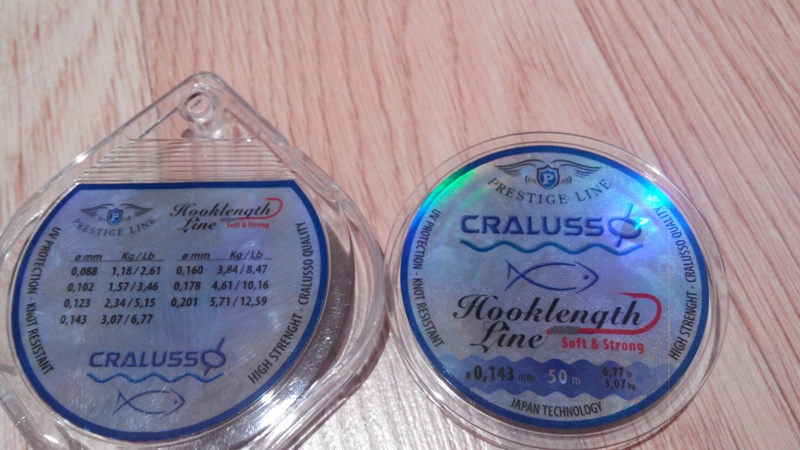 P
PRESTIGE LINE
Hooklength
Line
Soft & Strong
ø mm Kg / Lb ø mm Kg / Lb
0,088 1,18 / 2,61 0,160 3,84 / 8,47
0,102 1,57 / 3,46 0,178 4,61 / 10,16
0,123 2,34 / 5,15 0,201 5,71 / 12,59
0,143 3,07 / 6,77
UV PROTECTION - KNOT RESISTANT
HIGH STRENGHT - CRALUSSO QUALITY
CRALUSSO
P
PRESTIGE LINE
CRALUSSO
Hooklength
Line
Soft & Strong
UV PROTECTION - KNOT RESISTANT
HIGH STRENGHT - CRALUSSO QUALITY
ø 0,143 50 m 6,77 lb
3,07 kg
JAPAN TECHNOLOGY